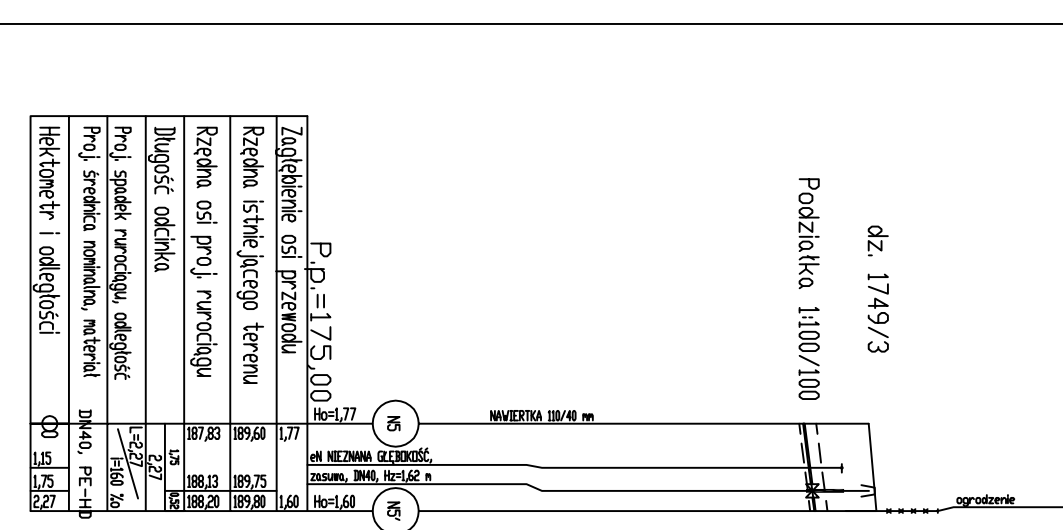 dz. 1749/3
Podziałka 1:100/100
P.p.=175,00
Zagłębienie osi przewodu
Rzędna istniejącego terenu
Rzędna osi proj. rurociągu
Długość odcinka
Proj. spadek rurociągu, odległość
Proj. średnica nominalna, materiał
Hektometr i odległości
Ho=1,77
N5
NAWIERTKA 110/40 mm
eN NIEZNANA GŁĘBOKOŚĆ,
zasuwa, DN40, Hz=1,62 m
Ho=1,60
N5'
ogrodzenie
1,77
1,60
189,60
189,75
189,80
187,83
188,13
188,20
1,75
0,52
2,27
L=2,27
i=160 ‰
DN40, PE-HD
1,15
1,75
2,27